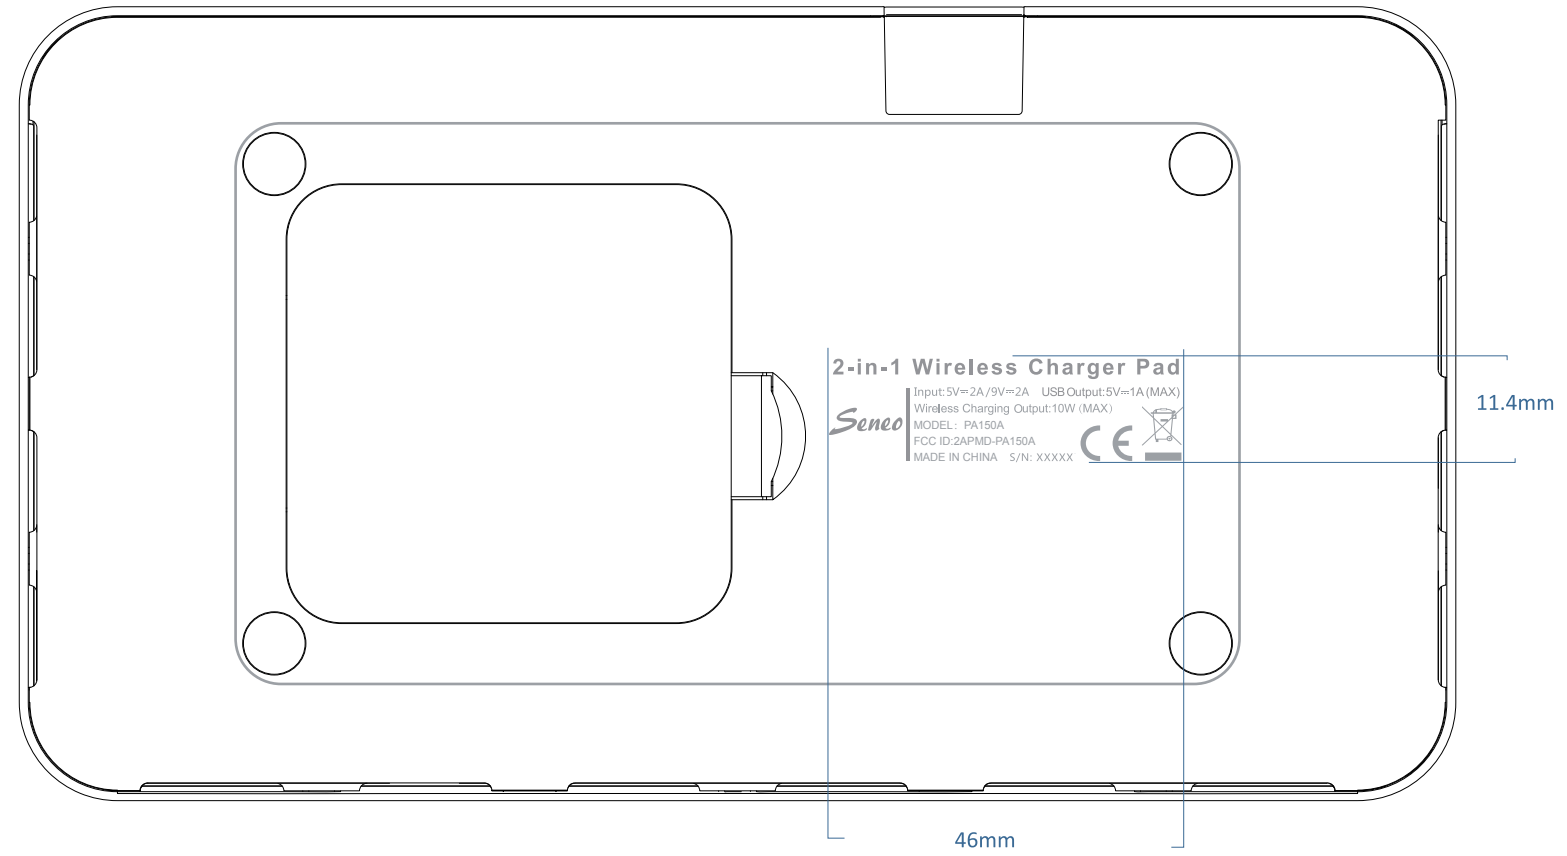 2-in-1 Wireless Charger Pad
Input:5V⎓2A/9V⎓2A USB Output:5V⎓1A(MAX)
Wireless Charging Output:10W (MAX)
Seneo
MODEL: PA150A
FCC ID:2APMD-PA150A
MADE IN CHINA S/N: XXXXX
CE
11.4mm
46mm